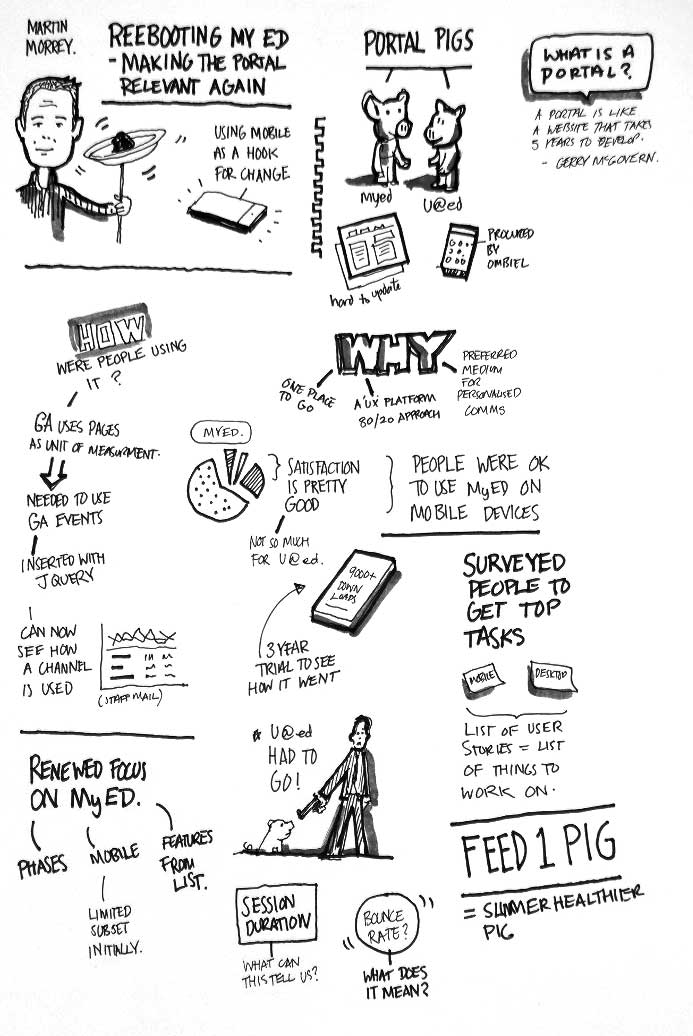 MARTIN
MORREY.
REEBOOTING MY ED
- MAKING THE PORTAL
RELEVANT AGAIN
USING MOBILE
AS A HOOK
FOR CHANGE
PORTAL PIGS
Myed
U@ed
hard to update
PRODUCED
BY
OMBIEL
WHAT IS A
PORTAL?
A PORTAL IS LIKE
A WEBSITE THAT TAKES
5 YEARS TO DEVELOP.
- GERRY McGOVERN.
HOW
WERE PEOPLE USING
IT?
GA USES PAGES
AS UNIT OF MEASURMENT.
NEEDED TO USE
GA EVENTS
INSERTED WITH
JQUERY
CAN NOW
SEE HOW
A CHANNEL
IS USED
(STAFFMAIL)
WHY
ONE PLACE
TO GO
A 'UX' PLATFORM
80/20 APPROACH
PREFERRED
MEDIUM
FOR
PERSONALISED
COMMS
MYED.
SATISFACTION
IS PRETTY
GOOD
NOT SO MUCH
FOR U@ed.
PEOPLE WERE OK
TO USE MyED ON
MOBILE DEVICES
9000+
DOWN
LOADS
3 YEAR
TRIAL TO SEE
HOW IT WENT
SURVEYED
PEOPLE TO
GET TOP
TASKS
MOBILE
DESKTOP
LIST OF USER
STORIES = LIST
OF THINGS TO
WORK ON.
RENEWED FOCUS
ON MyED.
PHASES
MOBILE
FEATURES
FROM
LIST.
LIMITED
SUBSET
INITIALLY.
* U@ed
HAD TO
GO!
FEED 1 PIG
= SLIMMER HEALTHIER
PIG
SESSION
DURATION
WHAT CAN
THIS TELL US?
BOUNCE
RATE?
WHAT DOES
IT MEAN?